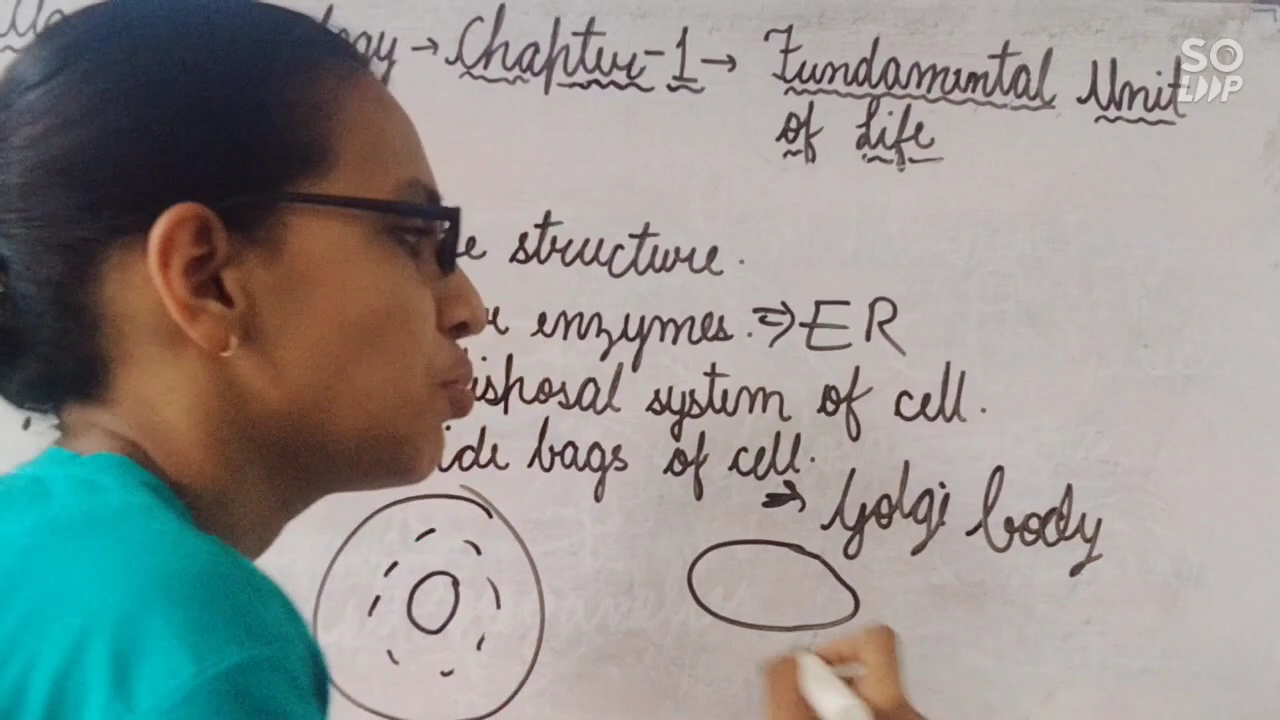 → Chapter-1 → Fundamental Unit
of Life
structure.
enzymes. ⇒ ER
disposal system of cell.
bags of cell.
→ Golgi body
SO
LOOP